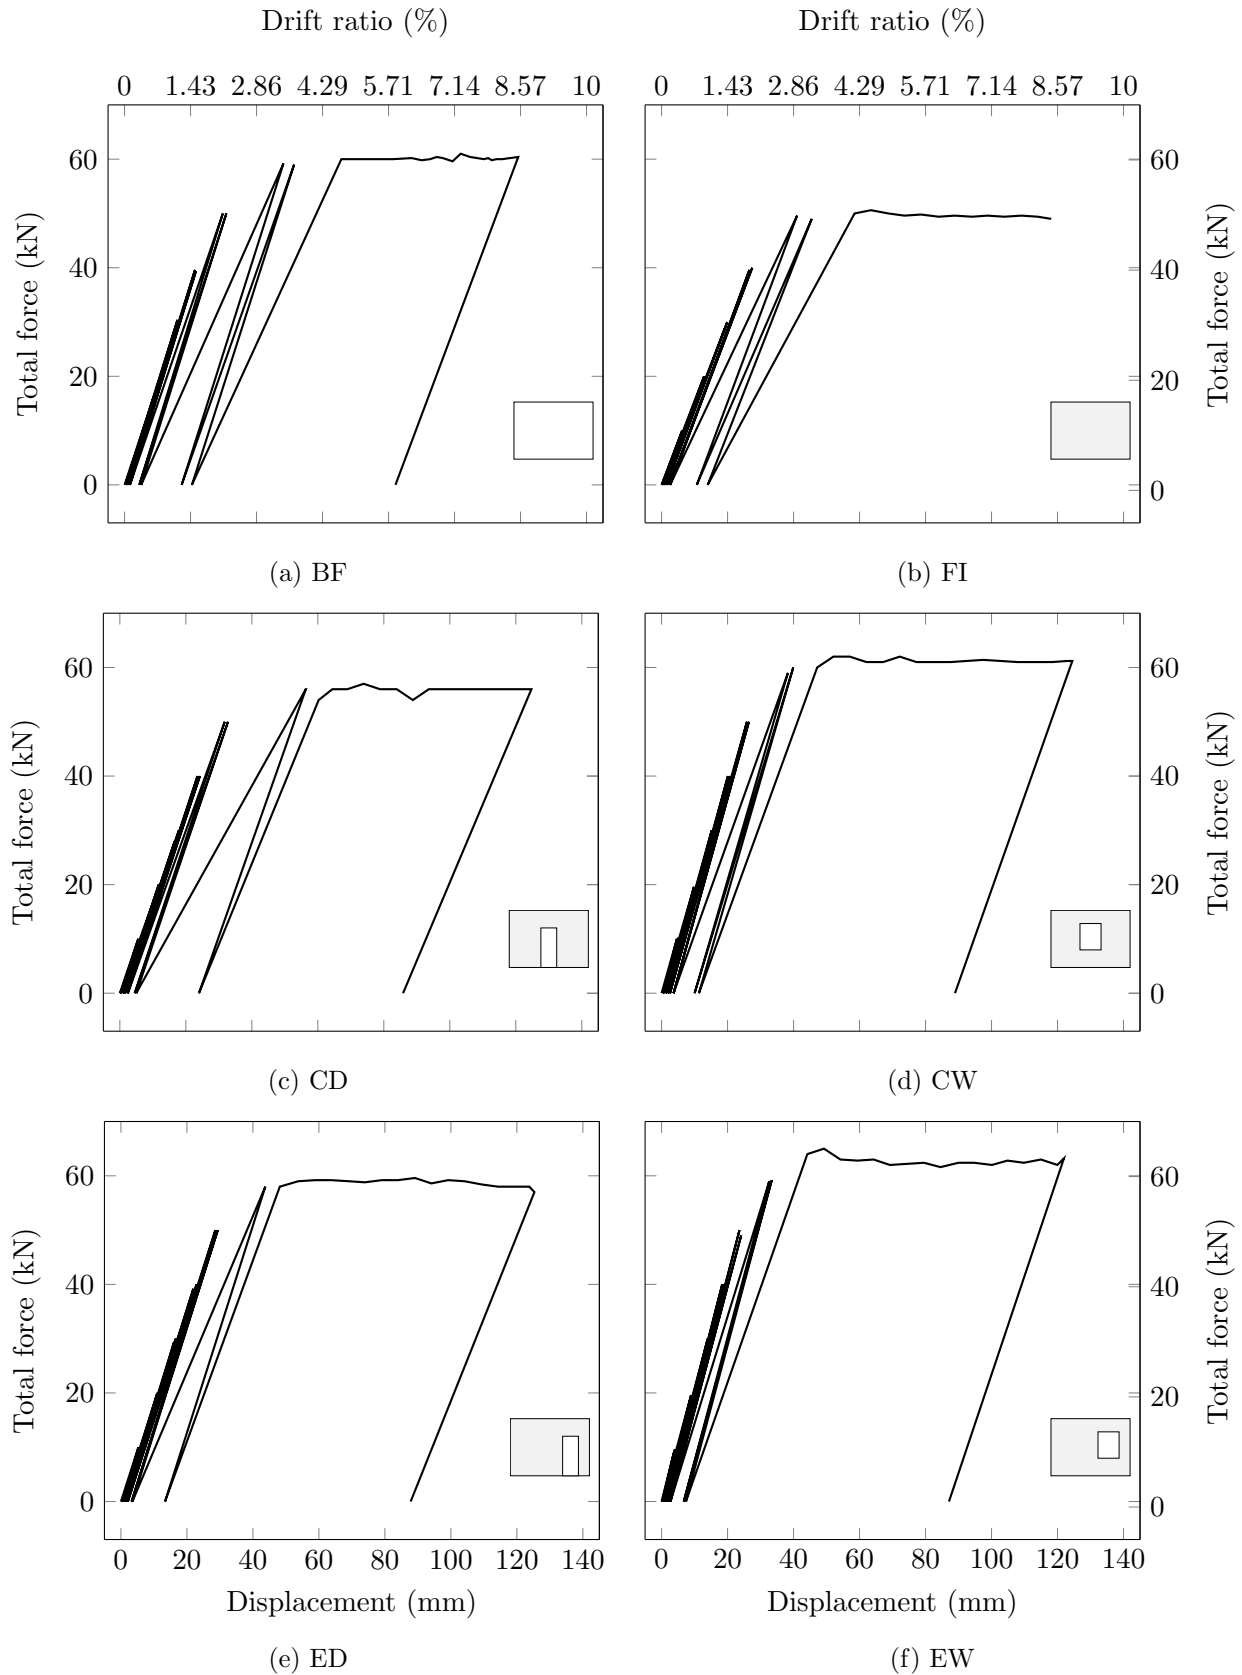 Drift ratio (%) Drift ratio (%)
0 1.43 2.86 4.29 5.71 7.14 8.57 10 0 1.43 2.86 4.29 5.71 7.14 8.57 10
60 60
40 40
20 20
0 0
Total force (kN) Total force (kN)
(a) BF (b) FI
60 60
40 40
20 20
0 0
Total force (kN) Total force (kN)
(c) CD (d) CW
60 60
40 40
20 20
0 0
Total force (kN) Total force (kN)
0 20 40 60 80 100 120 140 0 20 40 60 80 100 120 140
Displacement (mm) Displacement (mm)
(e) ED (f) EW